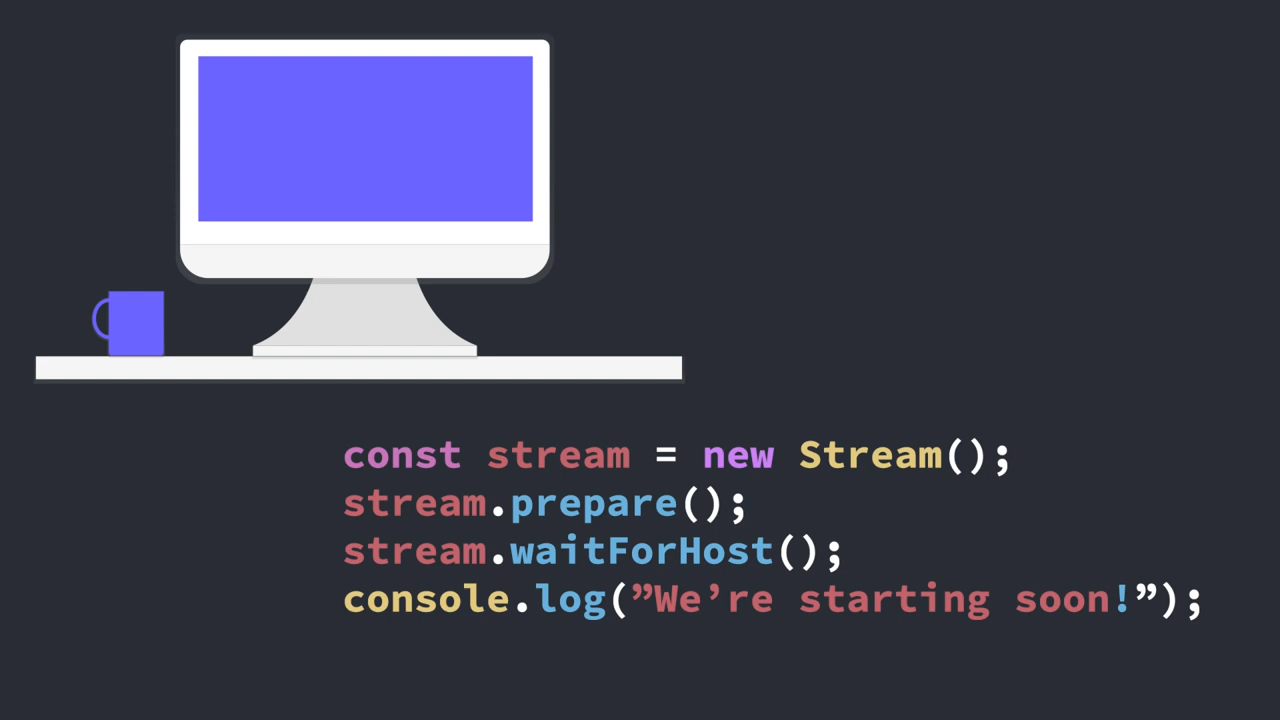 const stream = new Stream();
stream.prepare();
stream.waitForHost();
console.log(”We’re starting soon!”);